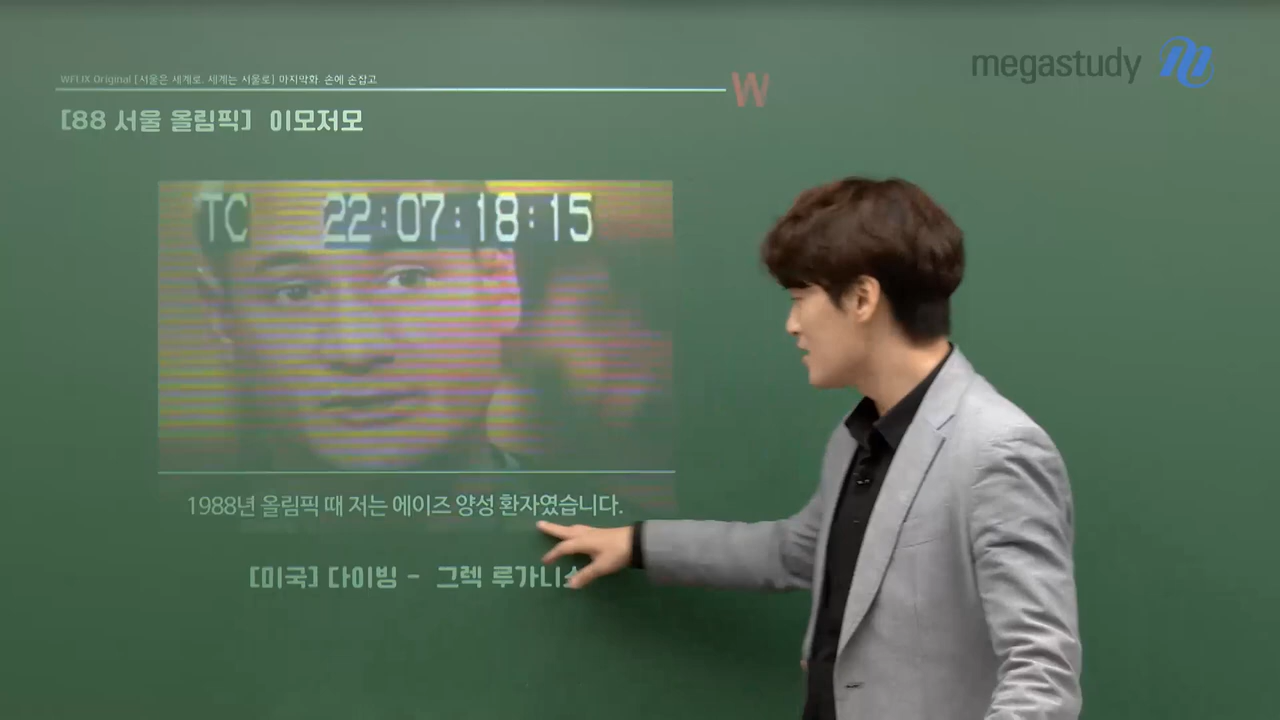 megastudy
WFLIX Original [서울은 세계로, 세계는 서울로] 마지막화. 손에 손잡고
W
[88 서울 올림픽] 이모저모
TC 22:07:18:15
1988년 올림픽 때 저는 에이즈 양성 환자였습니다.
[미국] 다이빙 - 그렉 루가니스